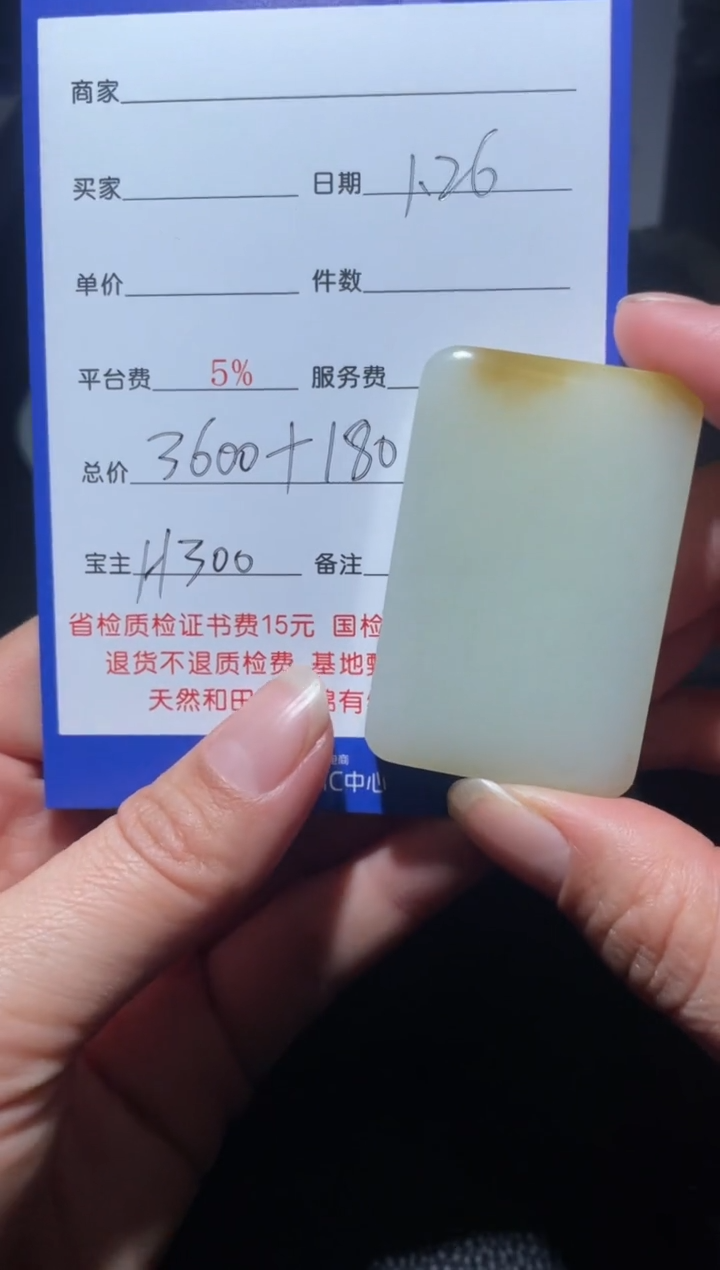 商家
买家 日期 1.26
单价 件数
平台费 5% 服务费
总价 3600+180
宝主 H300 备注
省检质检证书费15元 国检
退货不退质检费 基地
天然和田 有
中心